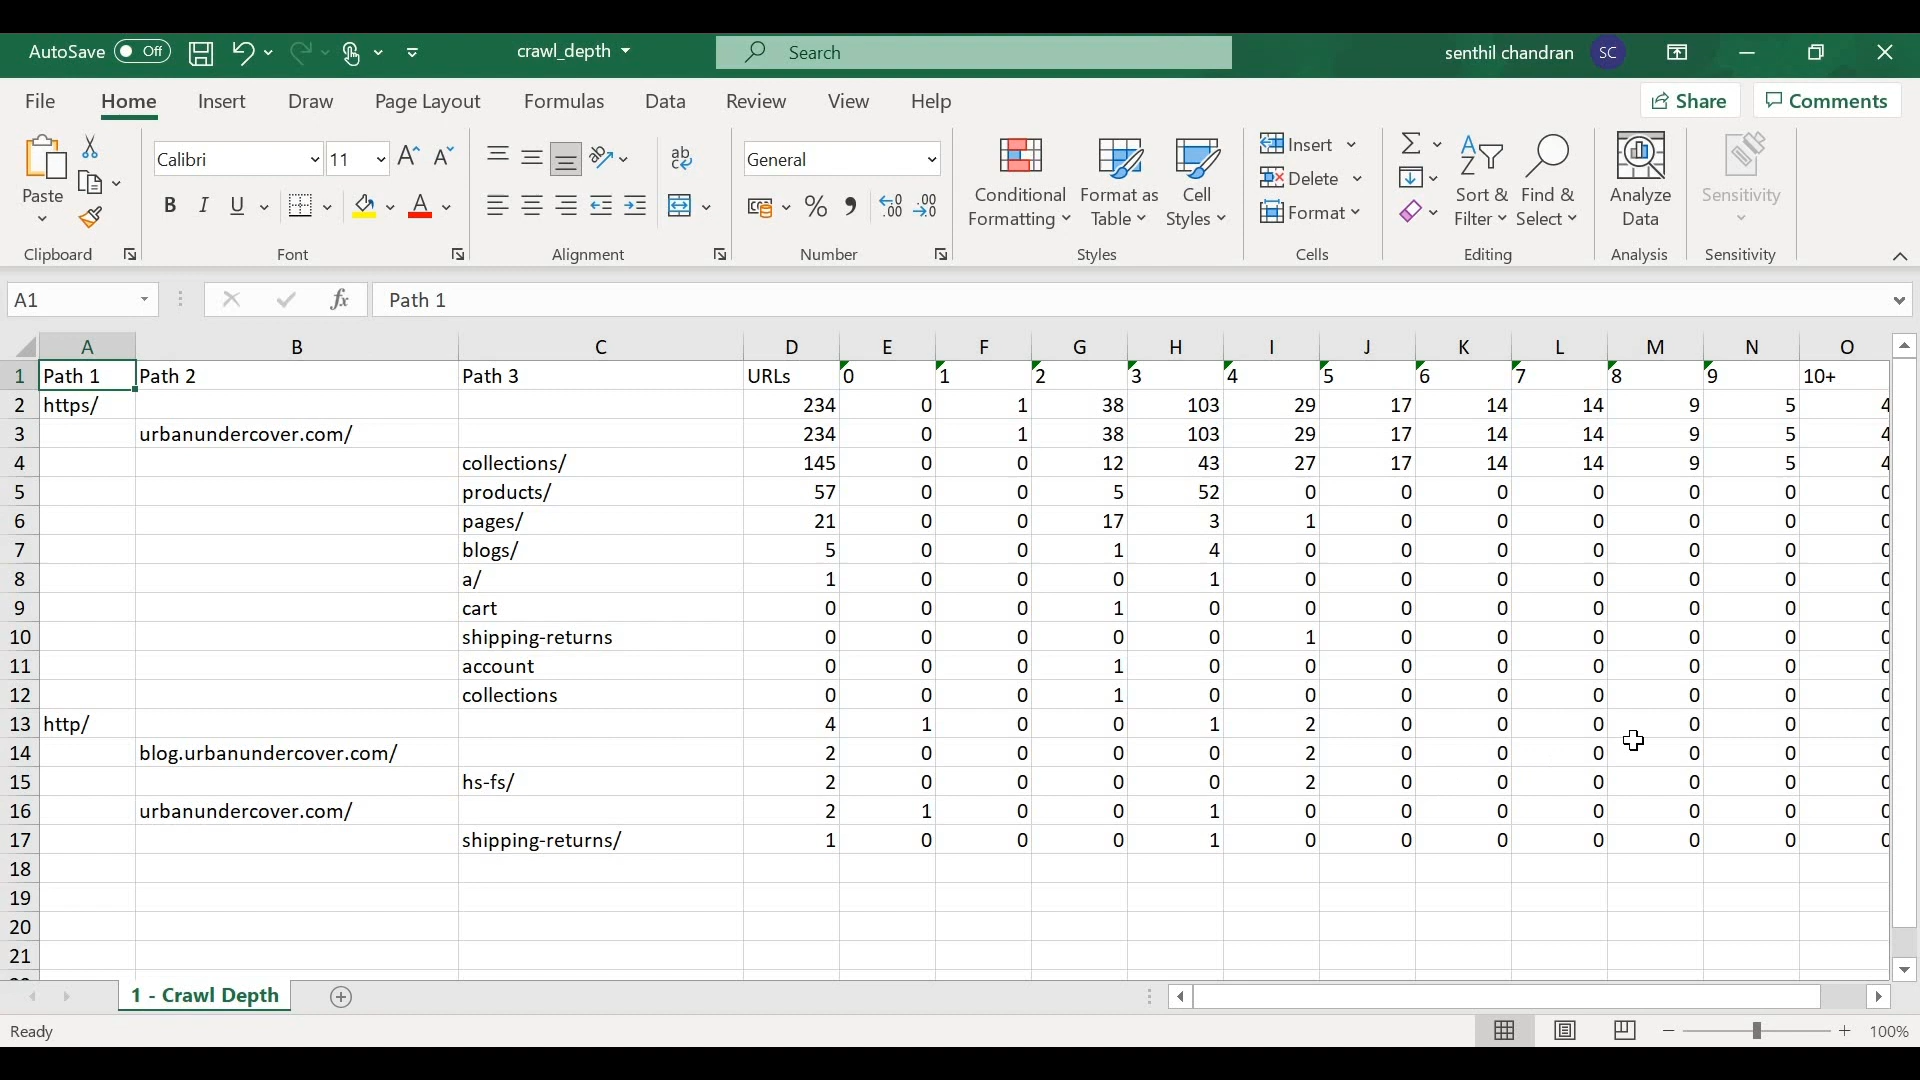 AutoSave Off crawl_depth Search senthil chandran SC
File Home Insert Draw Page Layout Formulas Data Review View Help Share Comments
Calibri 11 ab General Insert
Paste Conditional Format as Cell Delete Sort & Find & Analyze Sensitivity
B I U Formatting Table Styles Format Filter Select Data
Clipboard Font Alignment Number Styles Cells Editing Analysis Sensitivity
A1 fx Path 1
A B C D E F G H I J K L M N O
1 Path 1 Path 2 Path 3 URLs 0 1 2 3 4 5 6 7 8 9 10+
2 https/ 234 0 1 38 103 29 17 14 14 9 5 4
3 urbanundercover.com/ 234 0 1 38 103 29 17 14 14 9 5 4
4 collections/ 145 0 0 12 43 27 17 14 14 9 5 4
5 products/ 57 0 0 5 52 0 0 0 0 0 0 0
6 pages/ 21 0 0 17 3 1 0 0 0 0 0 0
7 blogs/ 5 0 0 1 4 0 0 0 0 0 0 0
8 a/ 1 0 0 0 1 0 0 0 0 0 0 0
9 cart 0 0 0 1 0 0 0 0 0 0 0 0
10 shipping-returns 0 0 0 0 0 1 0 0 0 0 0 0
11 account 0 0 0 1 0 0 0 0 0 0 0 0
12 collections 0 0 0 1 0 0 0 0 0 0 0 0
13 http/ 4 1 0 0 1 2 0 0 0 0 0 0
14 blog.urbanundercover.com/ 2 0 0 0 0 2 0 0 0 0 0 0
15 hs-fs/ 2 0 0 0 0 2 0 0 0 0 0 0
16 urbanundercover.com/ 2 1 0 0 1 0 0 0 0 0 0 0
17 shipping-returns/ 1 0 0 0 1 0 0 0 0 0 0 0
18
19
20
21
1 - Crawl Depth
Ready 100%